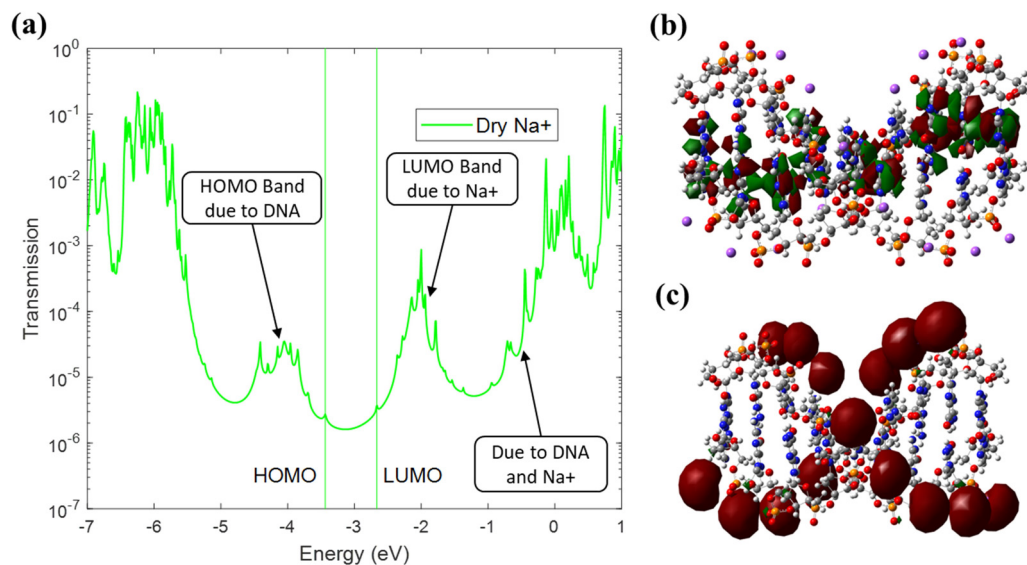 (a)
Transmission
10^0
10^-1
10^-2
10^-3
10^-4
10^-5
10^-6
10^-7
Dry Na+
HOMO Band
due to DNA
LUMO Band
due to Na+
Due to DNA
and Na+
HOMO
LUMO
-7 -6 -5 -4 -3 -2 -1 0 1
Energy (eV)
(b)
(c)